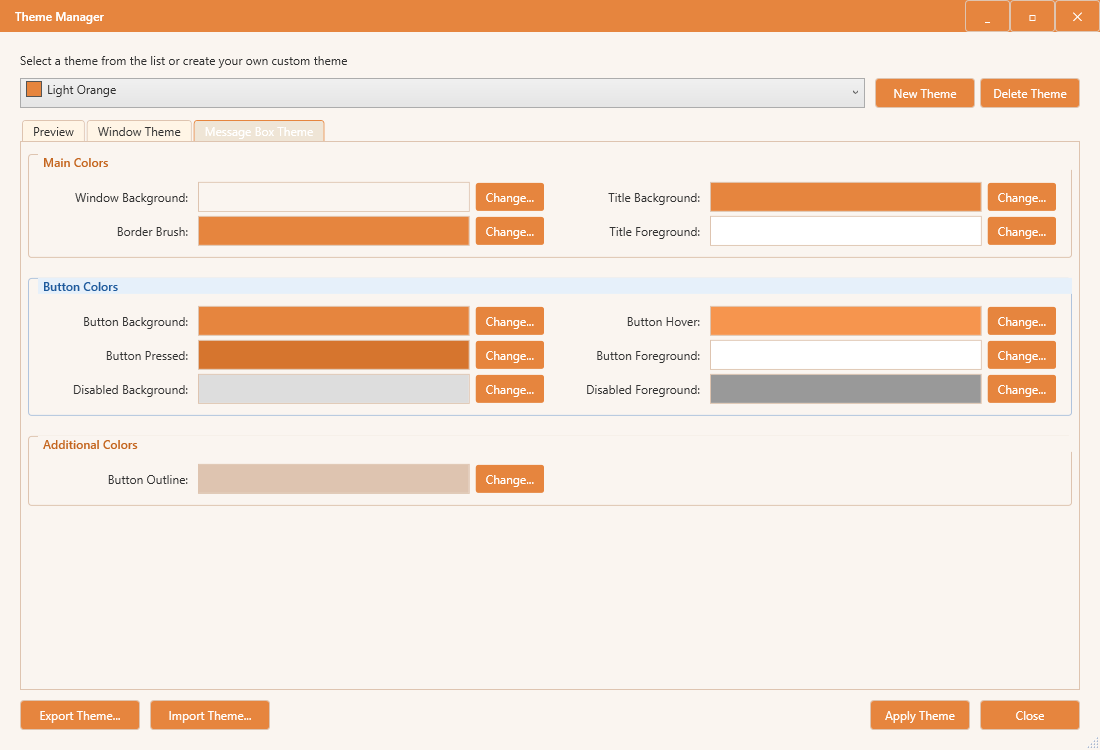 Theme Manager
Select a theme from the list or create your own custom theme
Light Orange
New Theme
Delete Theme
Preview
Window Theme
Message Box Theme
Main Colors
Window Background:
Change...
Title Background:
Change...
Border Brush:
Change...
Title Foreground:
Change...
Button Colors
Button Background:
Change...
Button Hover:
Change...
Button Pressed:
Change...
Button Foreground:
Change...
Disabled Background:
Change...
Disabled Foreground:
Change...
Additional Colors
Button Outline:
Change...
Export Theme...
Import Theme...
Apply Theme
Close